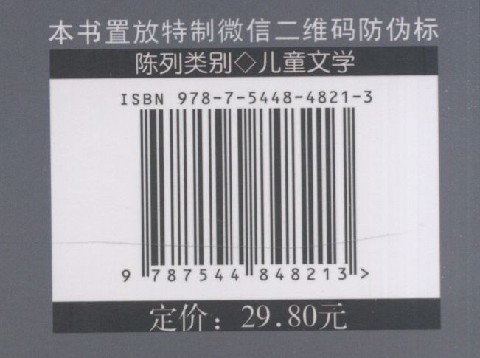 本书置放特制微信二维码防伪标
陈列类别◇儿童文学
ISBN 978-7-5448-4821-3
9 787544 848213 >
定价：29.80元